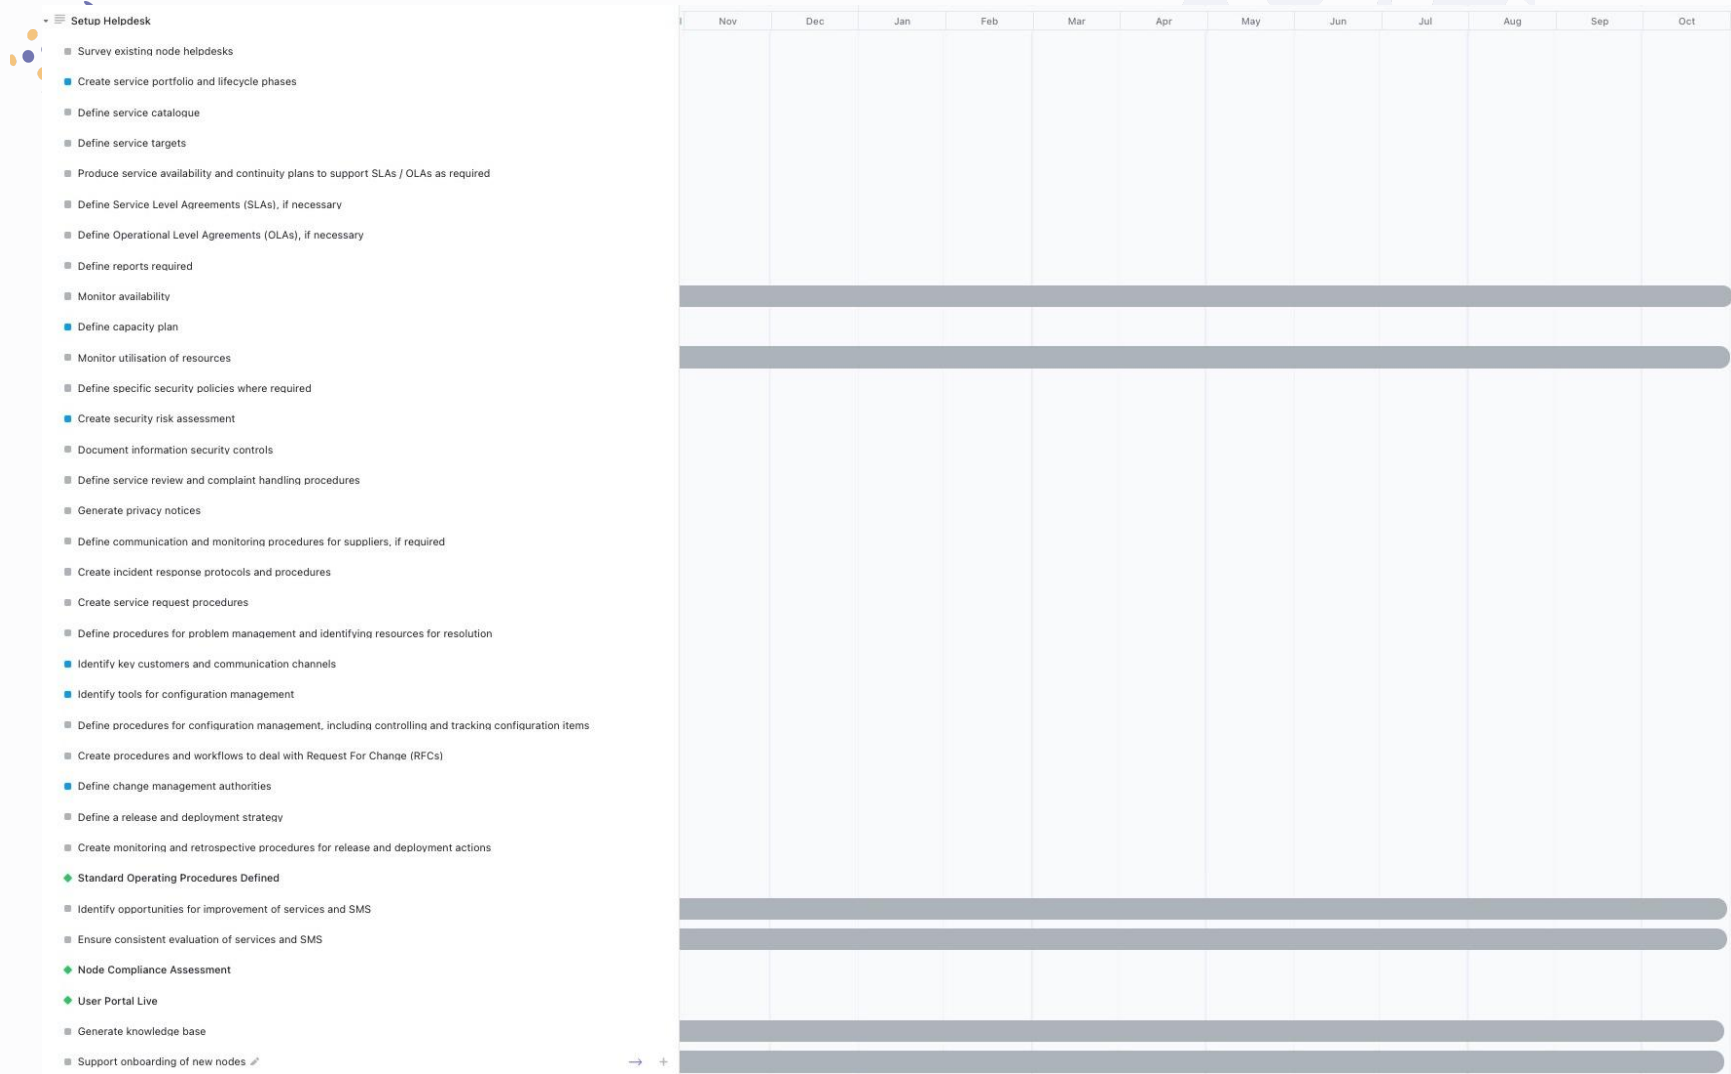 Setup Helpdesk
Nov Dec Jan Feb Mar Apr May Jun Jul Aug Sep Oct
Survey existing node helpdesks
Create service portfolio and lifecycle phases
Define service catalogue
Define service targets
Produce service availability and continuity plans to support SLAs / OLAs as required
Define Service Level Agreements (SLAs), if necessary
Define Operational Level Agreements (OLAs), if necessary
Define reports required
Monitor availability
Define capacity plan
Monitor utilisation of resources
Define specific security policies where required
Create security risk assessment
Document information security controls
Define service review and complaint handling procedures
Generate privacy notices
Define communication and monitoring procedures for suppliers, if required
Create incident response protocols and procedures
Create service request procedures
Define procedures for problem management and identifying resources for resolution
Identify key customers and communication channels
Identify tools for configuration management
Define procedures for configuration management, including controlling and tracking configuration items
Create procedures and workflows to deal with Request For Change (RFCs)
Define change management authorities
Define a release and deployment strategy
Create monitoring and retrospective procedures for release and deployment actions
Standard Operating Procedures Defined
Identify opportunities for improvement of services and SMS
Ensure consistent evaluation of services and SMS
Node Compliance Assessment
User Portal Live
Generate knowledge base
Support onboarding of new nodes